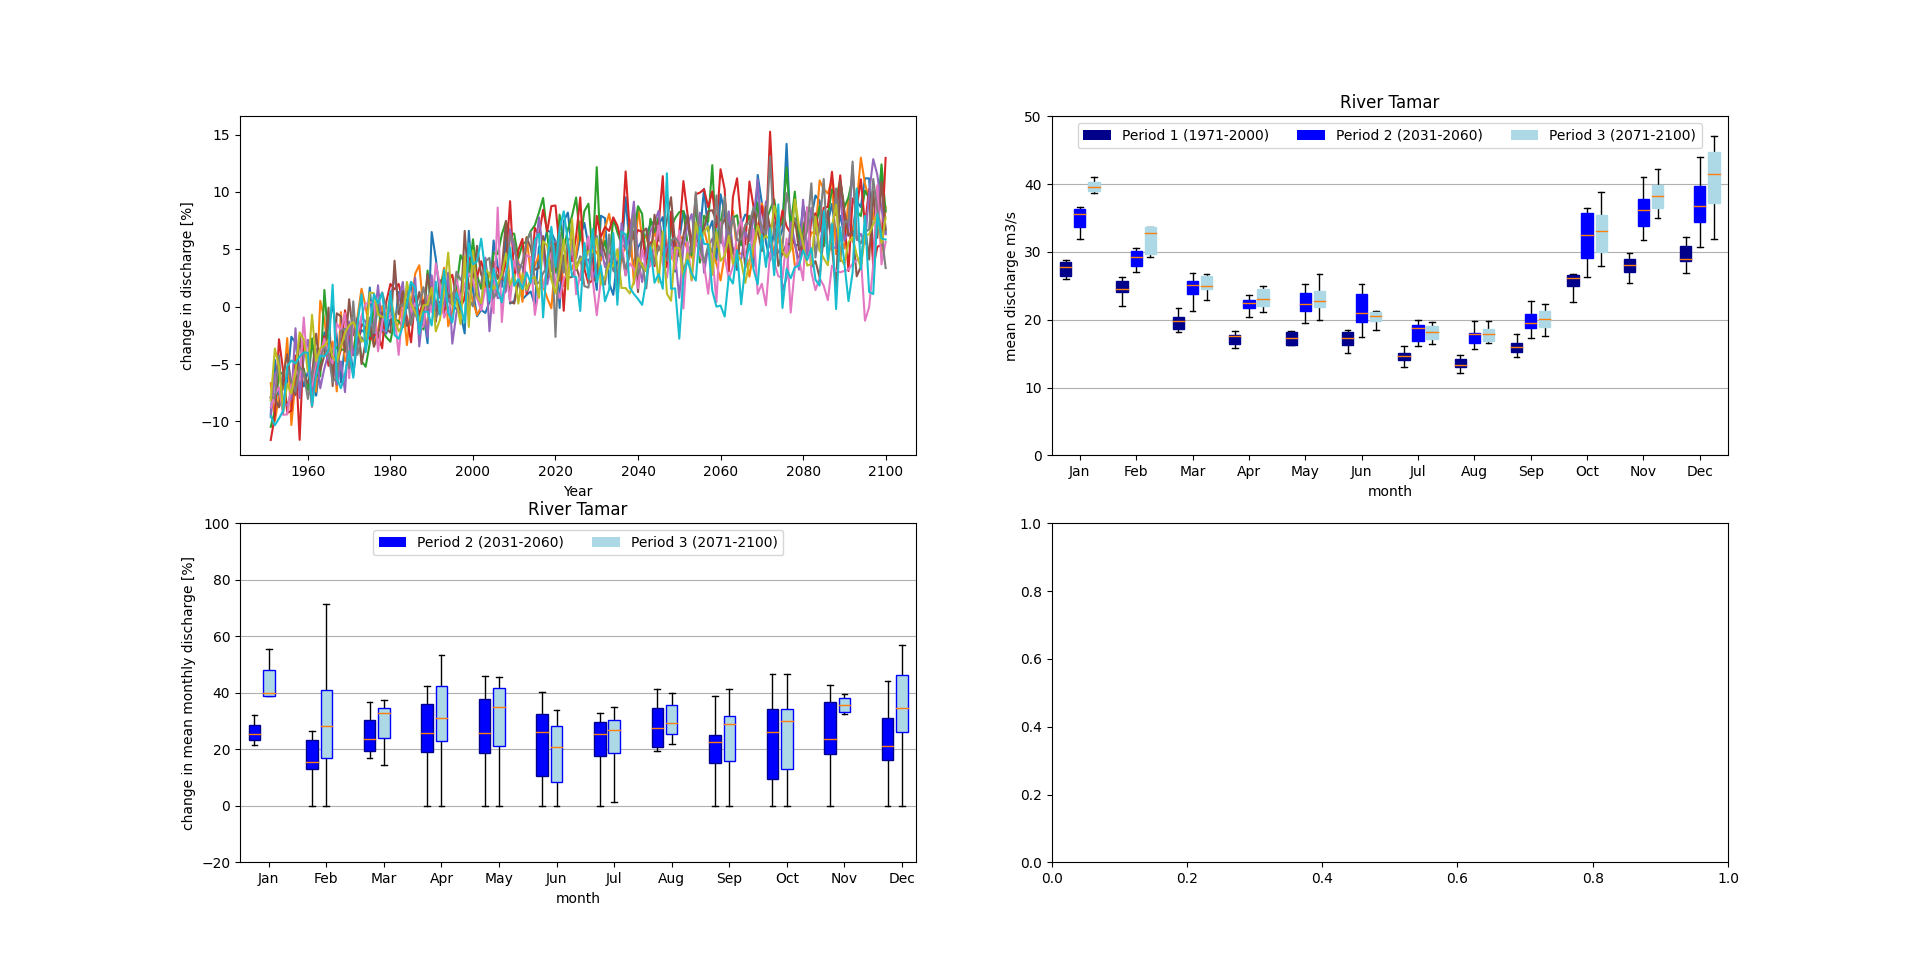 15
10
5
0
−5
−10
change in discharge [%]
1960 1980 2000 2020 2040 2060 2080 2100
Year
River Tamar
Period 1 (1971-2000) Period 2 (2031-2060) Period 3 (2071-2100)
50
40
30
20
10
0
mean discharge m3/s
Jan Feb Mar Apr May Jun Jul Aug Sep Oct Nov Dec
month
River Tamar
Period 2 (2031-2060) Period 3 (2071-2100)
100
80
60
40
20
0
−20
change in mean monthly discharge [%]
Jan Feb Mar Apr May Jun Jul Aug Sep Oct Nov Dec
month
1.0
0.8
0.6
0.4
0.2
0.0
0.0 0.2 0.4 0.6 0.8 1.0